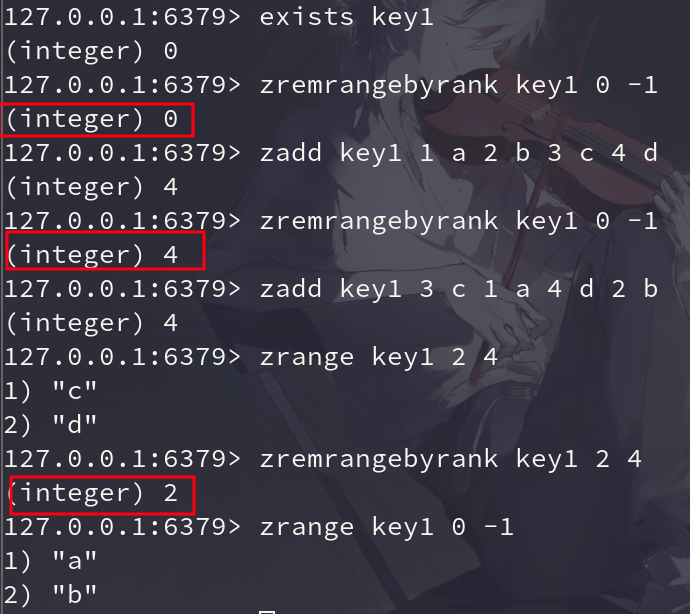 127.0.0.1:6379> exists key1
(integer) 0
127.0.0.1:6379> zremrangebyrank key1 0 -1
(integer) 0
127.0.0.1:6379> zadd key1 1 a 2 b 3 c 4 d
(integer) 4
127.0.0.1:6379> zremrangebyrank key1 0 -1
(integer) 4
127.0.0.1:6379> zadd key1 3 c 1 a 4 d 2 b
(integer) 4
127.0.0.1:6379> zrange key1 2 4
1) "c"
2) "d"
127.0.0.1:6379> zremrangebyrank key1 2 4
(integer) 2
127.0.0.1:6379> zrange key1 0 -1
1) "a"
2) "b"